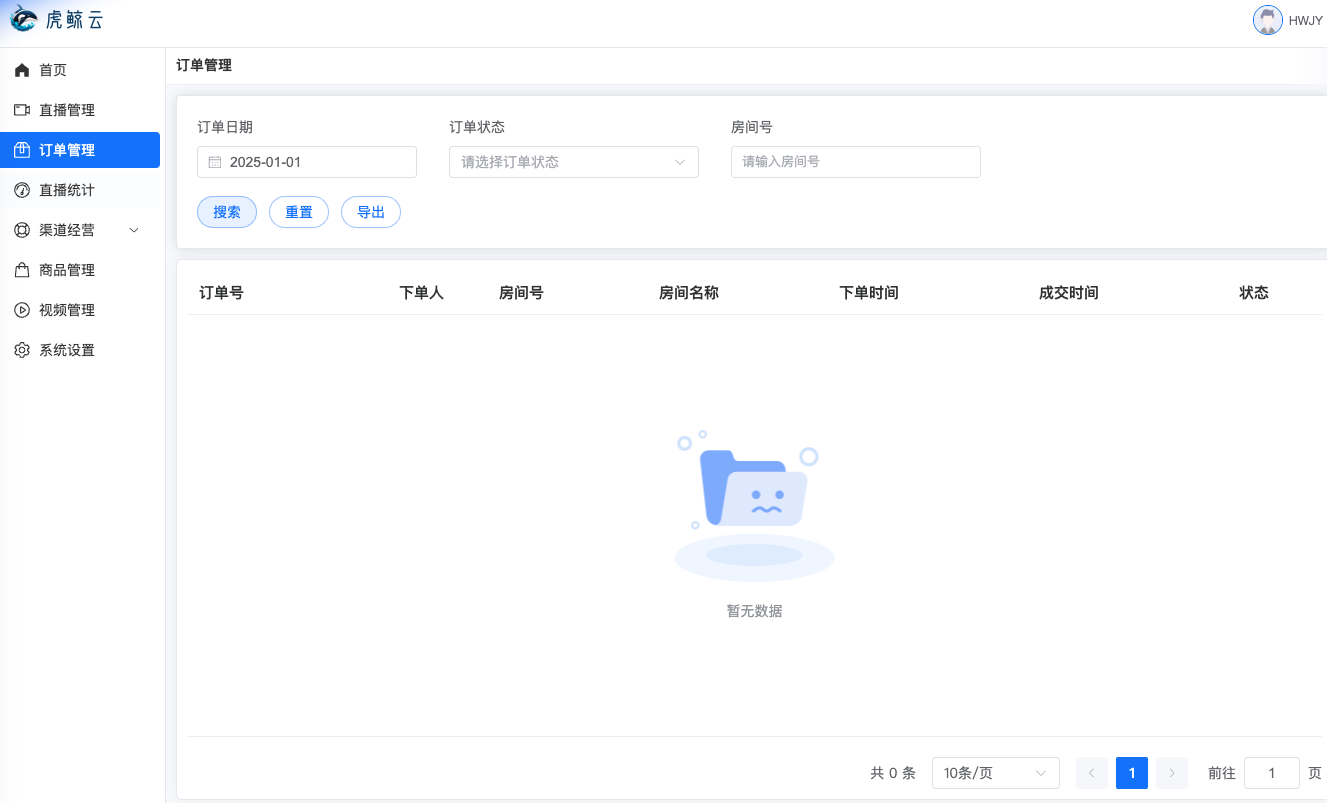 虎鲸云
HWJY
首页
直播管理
订单管理
直播统计
渠道经营
商品管理
视频管理
系统设置
订单管理
订单日期
订单状态
房间号
2025-01-01
请选择订单状态
请输入房间号
搜索
重置
导出
订单号
下单人
房间号
房间名称
下单时间
成交时间
状态
暂无数据
共 0 条
10条/页
1
前往
1
页